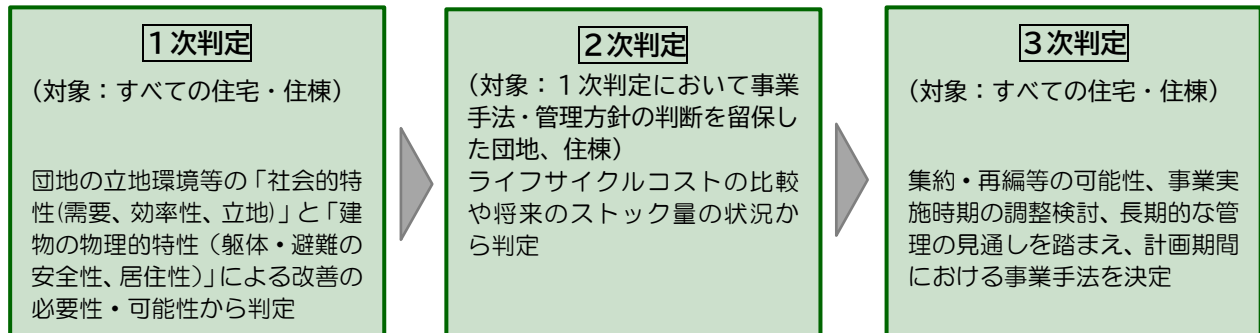 １次判定
（対象：すべての住宅・住棟）
団地の立地環境等の「社会的特
性(需要、効率性、立地)」と「建
物の物理的特性（躯体・避難の
安全性、居住性）」による改善の
必要性・可能性から判定
２次判定
（対象：１次判定において事業
手法・管理方針の判断を留保し
た団地、住棟）
ライフサイクルコストの比較
や将来のストック量の状況か
ら判定
３次判定
（対象：すべての住宅・住棟）
集約・再編等の可能性、事業実
施時期の調整検討、長期的な管
理の見通しを踏まえ、計画期間
における事業手法を決定